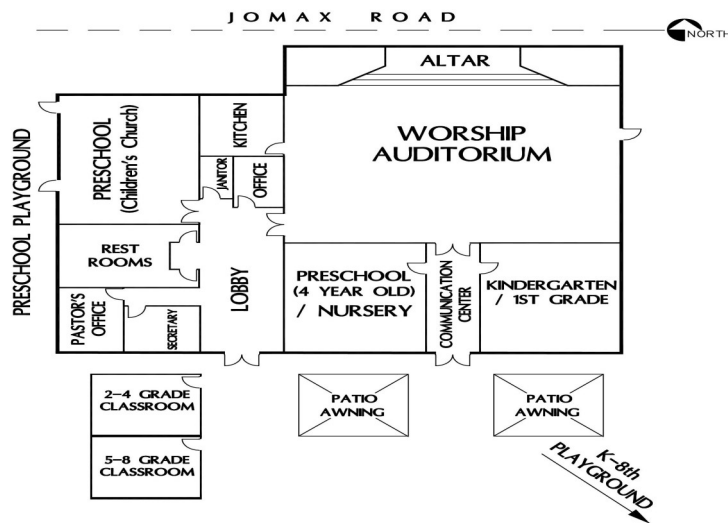 JOMAX ROAD
NORTH
ALTAR
WORSHIP
AUDITORIUM
KITCHEN
PRESCHOOL
(Children's Church)
PRESCHOOL PLAYGROUND
JANITOR
OFFICE
REST
ROOMS
LOBBY
PRESCHOOL
(4 YEAR OLD)
/ NURSERY
COMMUNICATION
CENTER
KINDERGARTEN
/ 1ST GRADE
PASTOR'S
OFFICE
SECRETARY
2-4 GRADE
CLASSROOM
PATIO
AWNING
PATIO
AWNING
5-8 GRADE
CLASSROOM
K-8th
PLAYGROUND